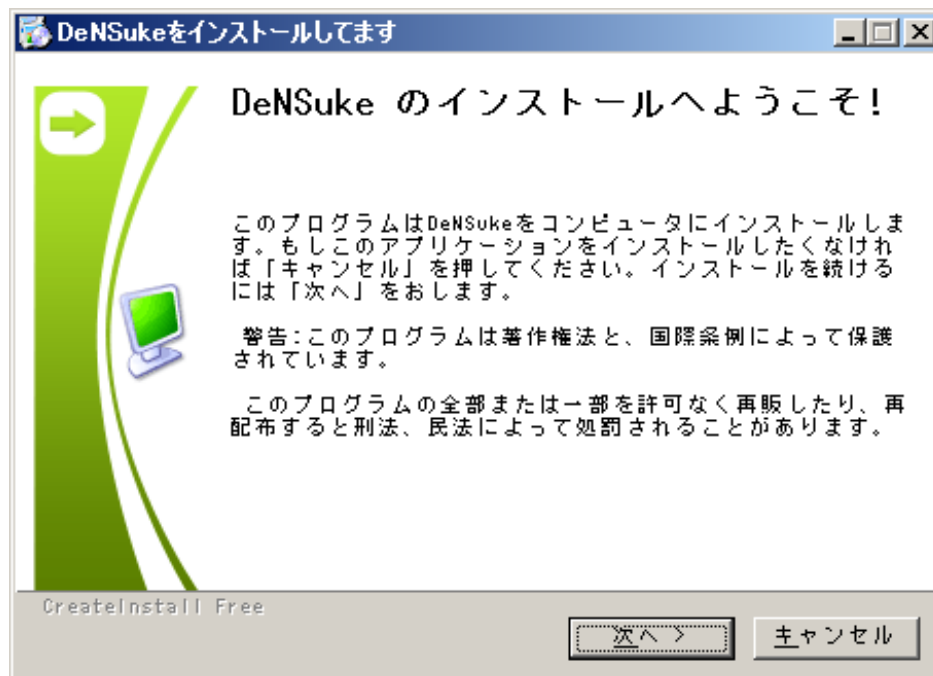 DeNSukeをインストールしてます
DeNSuke のインストールへようこそ!
このプログラムはDeNSukeをコンピュータにインストールしま
す。もしこのアプリケーションをインストールしたくなけれ
ば「キャンセル」を押してください。インストールを続ける
には「次へ」をおします。
警告:このプログラムは著作権法と、国際条例によって保護
されています。
このプログラムの全部または一部を許可なく再販したり、再
配布すると刑法、民法によって処罰されることがあります。
CreateInstall Free
次へ >
キャンセル